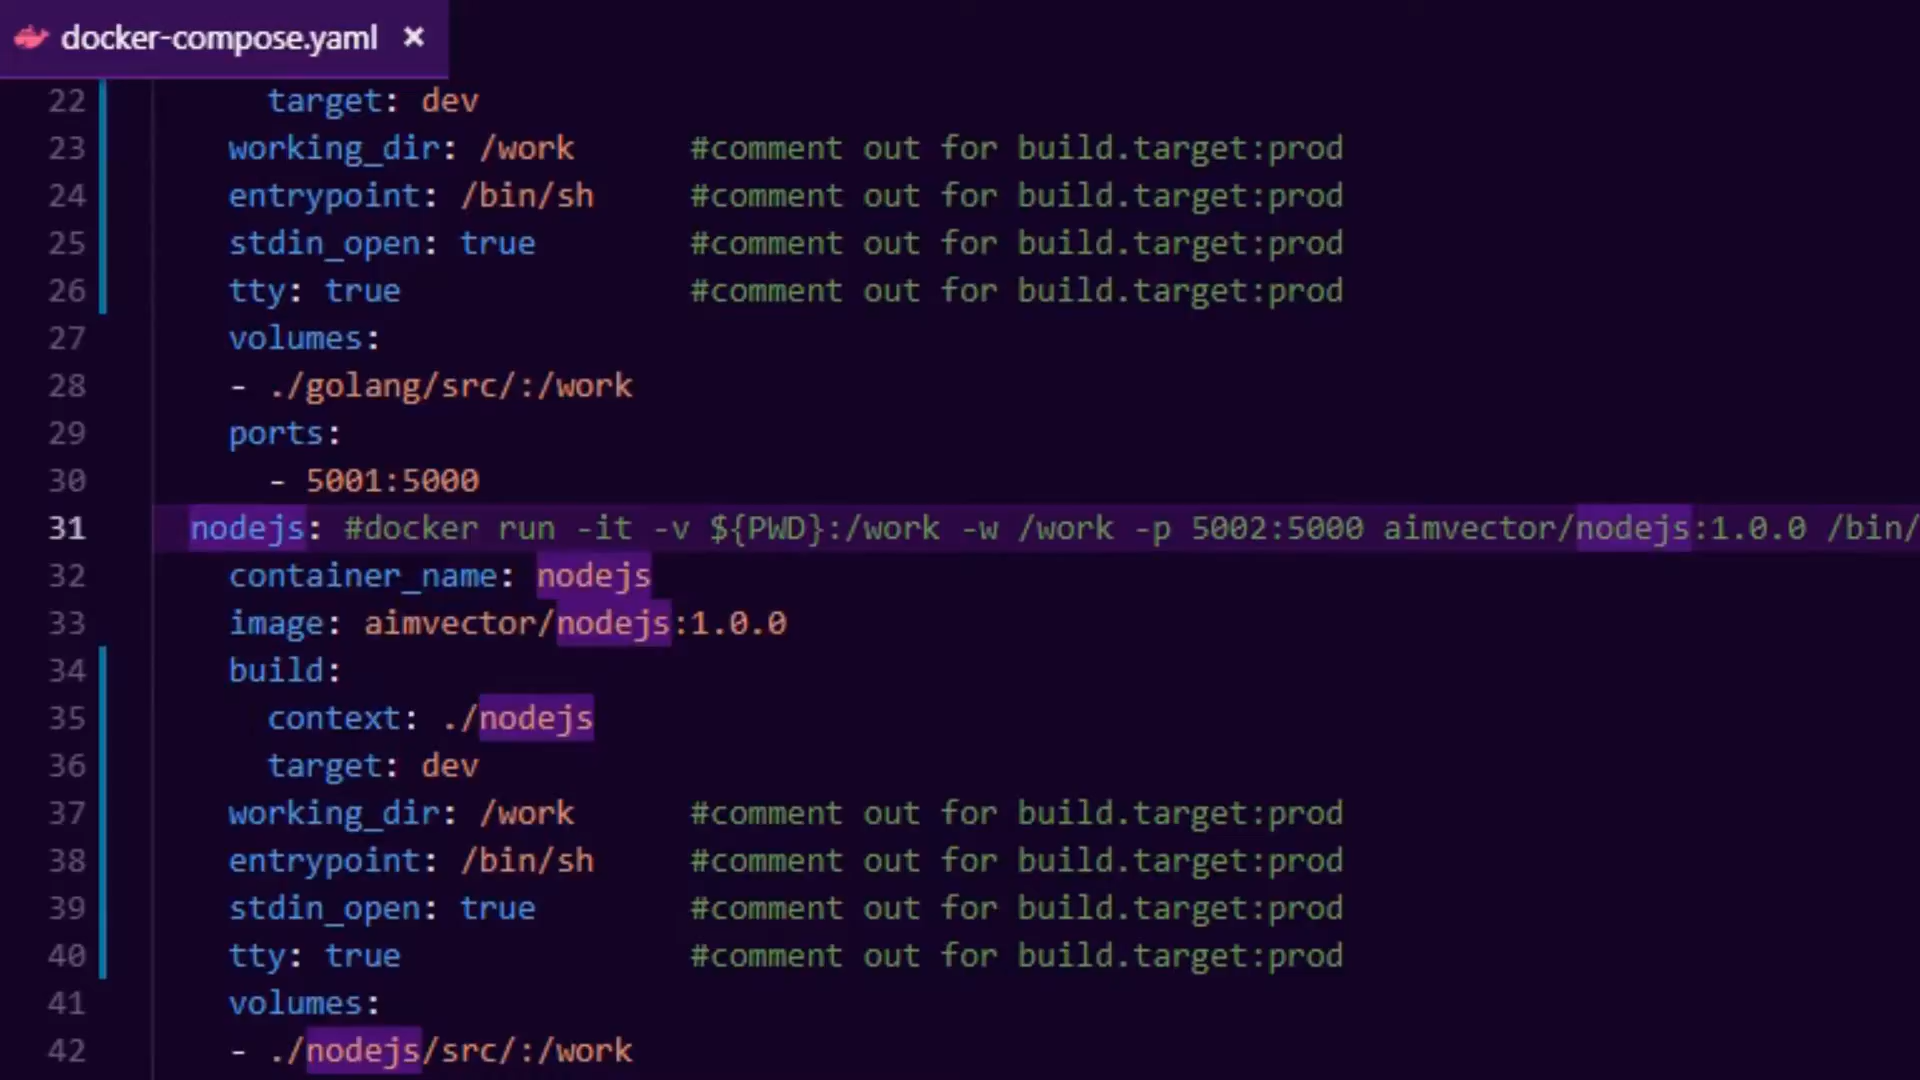 docker-compose.yaml ×
22 target: dev
23 working_dir: /work #comment out for build.target:prod
24 entrypoint: /bin/sh #comment out for build.target:prod
25 stdin_open: true #comment out for build.target:prod
26 tty: true #comment out for build.target:prod
27 volumes:
28 - ./golang/src/:/work
29 ports:
30 - 5001:5000
31 nodejs: #docker run -it -v ${PWD}:/work -w /work -p 5002:5000 aimvector/nodejs:1.0.0 /bin/
32 container_name: nodejs
33 image: aimvector/nodejs:1.0.0
34 build:
35 context: ./nodejs
36 target: dev
37 working_dir: /work #comment out for build.target:prod
38 entrypoint: /bin/sh #comment out for build.target:prod
39 stdin_open: true #comment out for build.target:prod
40 tty: true #comment out for build.target:prod
41 volumes:
42 - ./nodejs/src/:/work